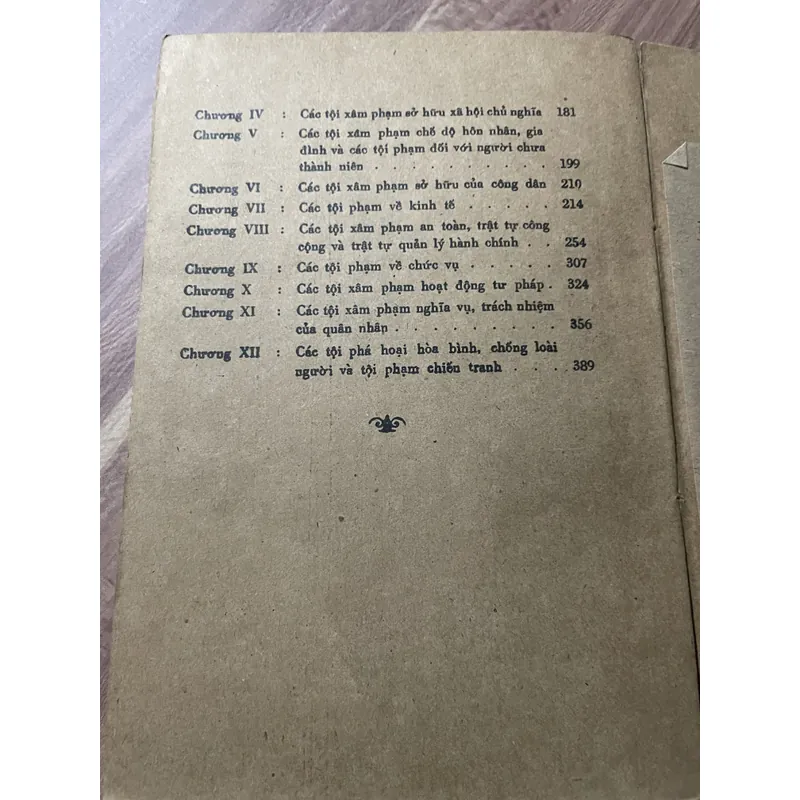 Chương IV : Các tội xâm phạm sở hữu xã hội chủ nghĩa 181
Chương V : Các tội xâm phạm chế độ hôn nhân, gia
đình và các tội phạm đối với người chưa
thành niên . . . . . . . . . . 199
Chương VI : Các tội xâm phạm sở hữu của công dân 210
Chương VII : Các tội phạm về kinh tế . . . . . 214
Chương VIII : Các tội xâm phạm an toàn, trật tự công
cộng và trật tự quản lý hành chính . . 254
Chương IX : Các tội phạm về chức vụ . . . . . 307
Chương X : Các tội xâm phạm hoạt động tư pháp . 324
Chương XI : Các tội xâm phạm nghĩa vụ, trách nhiệm
của quân nhân . . . . . . . . . 356
Chương XII : Các tội phá hoại hòa bình, chống loài
người và tội phạm chiến tranh . . . 389